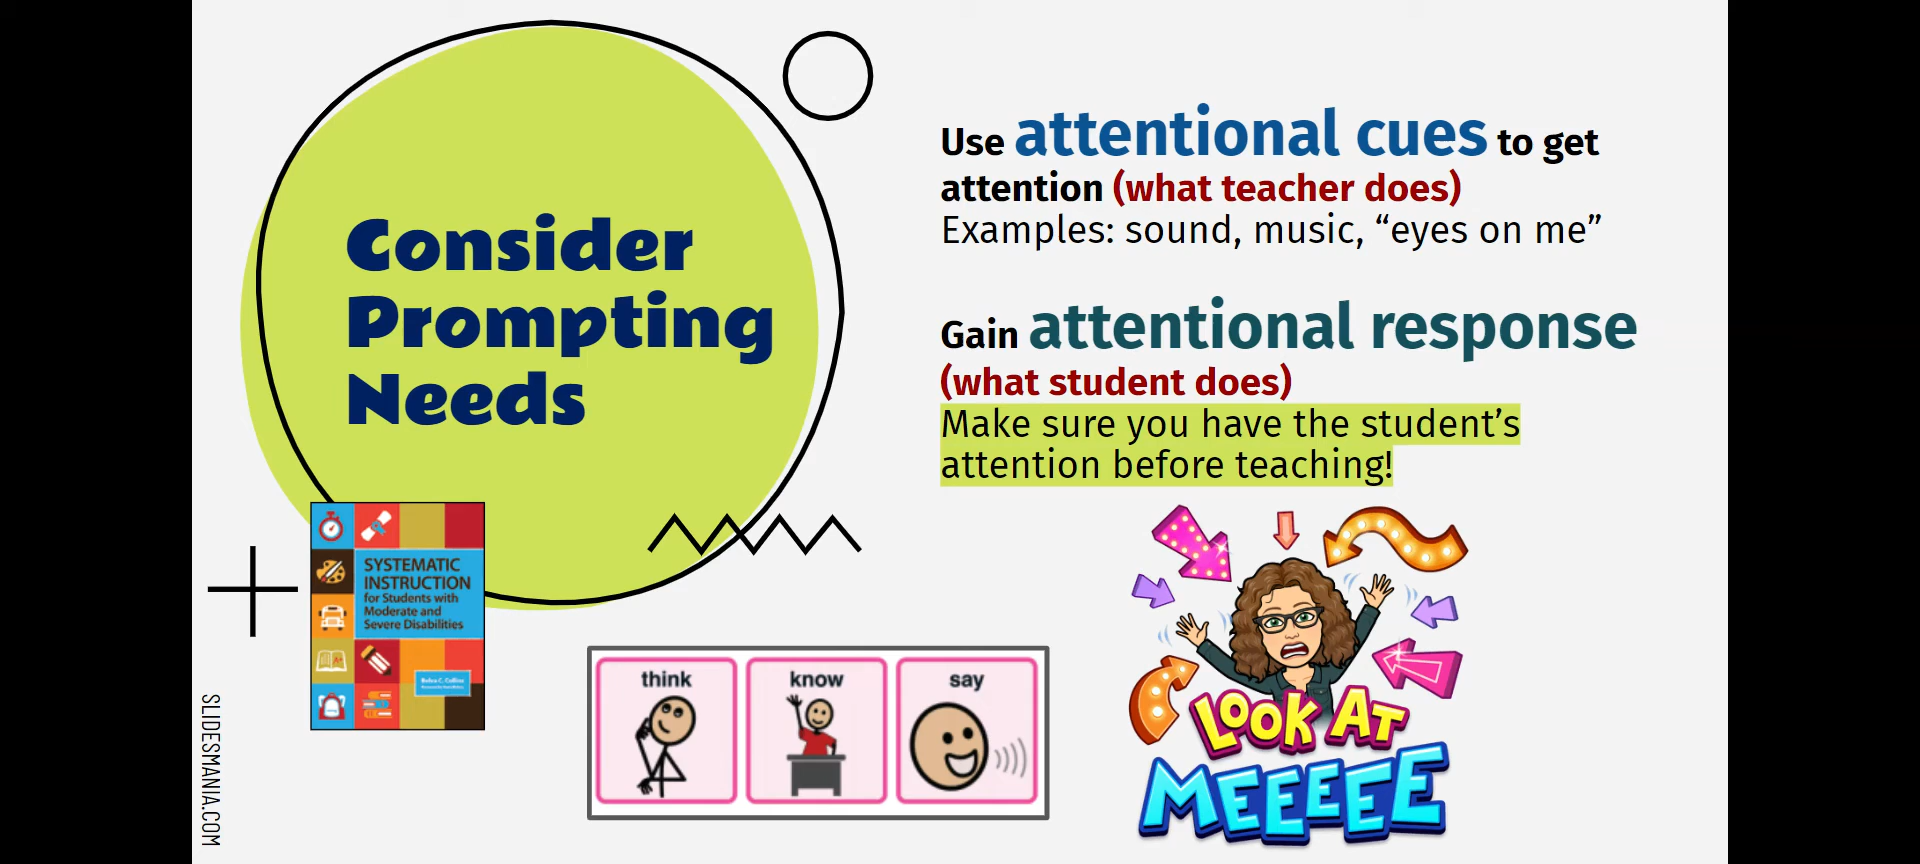 Consider
Prompting
Needs
Use attentional cues to get
attention (what teacher does)
Examples: sound, music, “eyes on me”
Gain attentional response
(what student does)
Make sure you have the student’s
attention before teaching!
SYSTEMATIC
INSTRUCTION
for Students with
Moderate and
Severe Disabilities
Belva C. Collins
think
know
say
LOOK AT
MEEEEE
SLIDESMANIA.COM